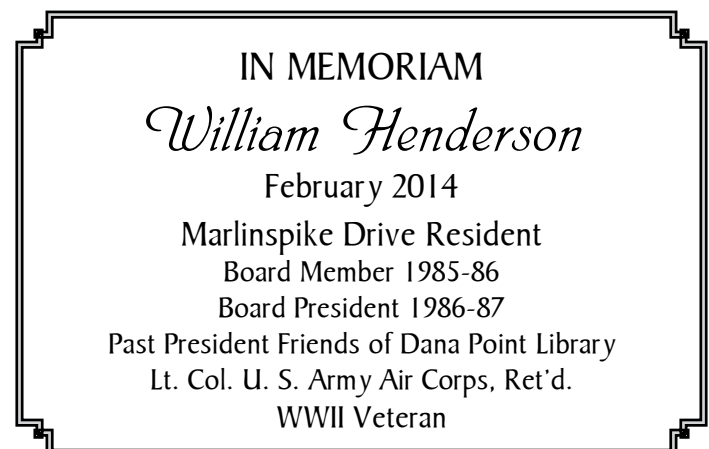 IN MEMORIAM
William Henderson
February 2014
Marlinspike Drive Resident
Board Member 1985-86
Board President 1986-87
Past President Friends of Dana Point Library
Lt. Col. U. S. Army Air Corps, Ret’d.
WWII Veteran